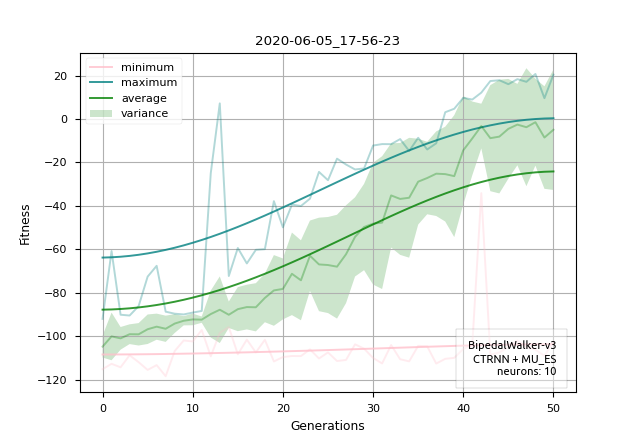 2020-06-05_17-56-23
minimum
maximum
average
variance
20
0
−20
−40
−60
−80
−100
−120
Fitness
BipedalWalker-v3
CTRNN + MU_ES
neurons: 10
0
10
20
30
40
50
Generations